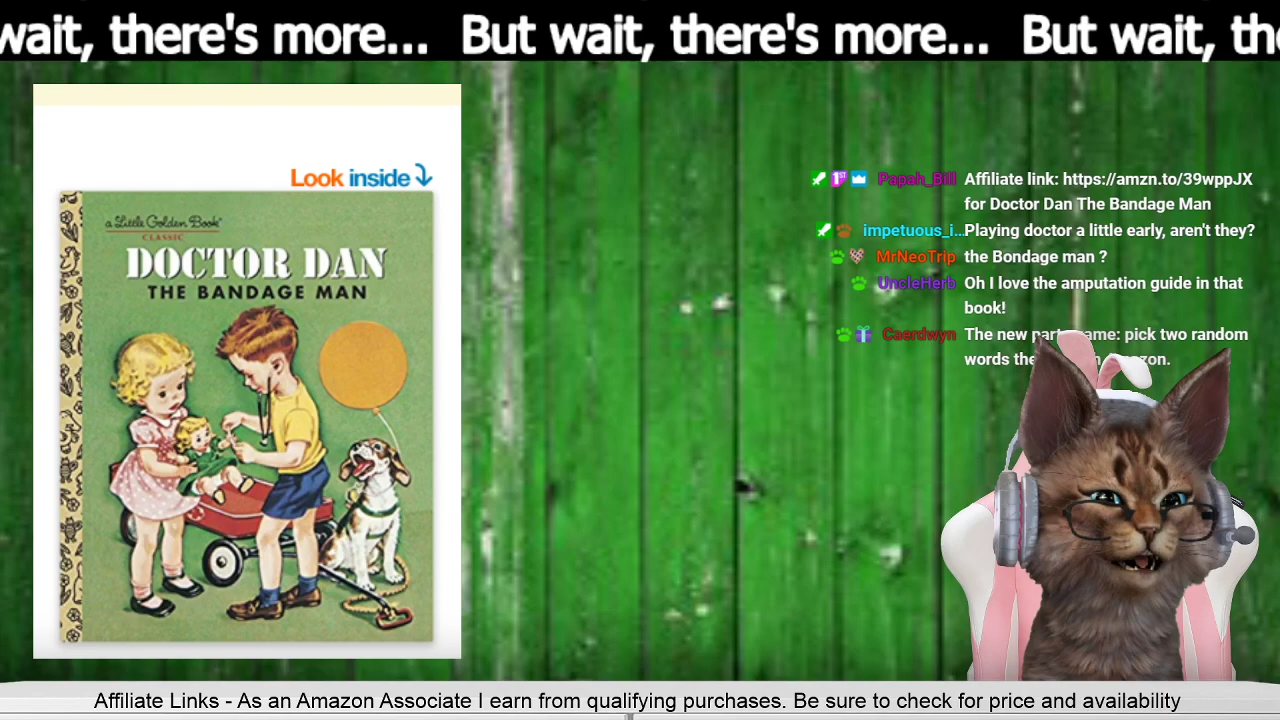 wait, there's more... But wait, there's more... But wait, the
Look inside
a Little Golden Book®
CLASSIC
DOCTOR DAN
THE BANDAGE MAN
Papah_Bill Affiliate link: https://amzn.to/39wppJX
for Doctor Dan The Bandage Man
impetuous_i... Playing doctor a little early, aren't they?
MrNeoTrip the Bondage man ?
UncleHerb Oh I love the amputation guide in that
book!
Caerdwyn The new party game: pick two random
words the
Affiliate Links - As an Amazon Associate I earn from qualifying purchases. Be sure to check for price and availability